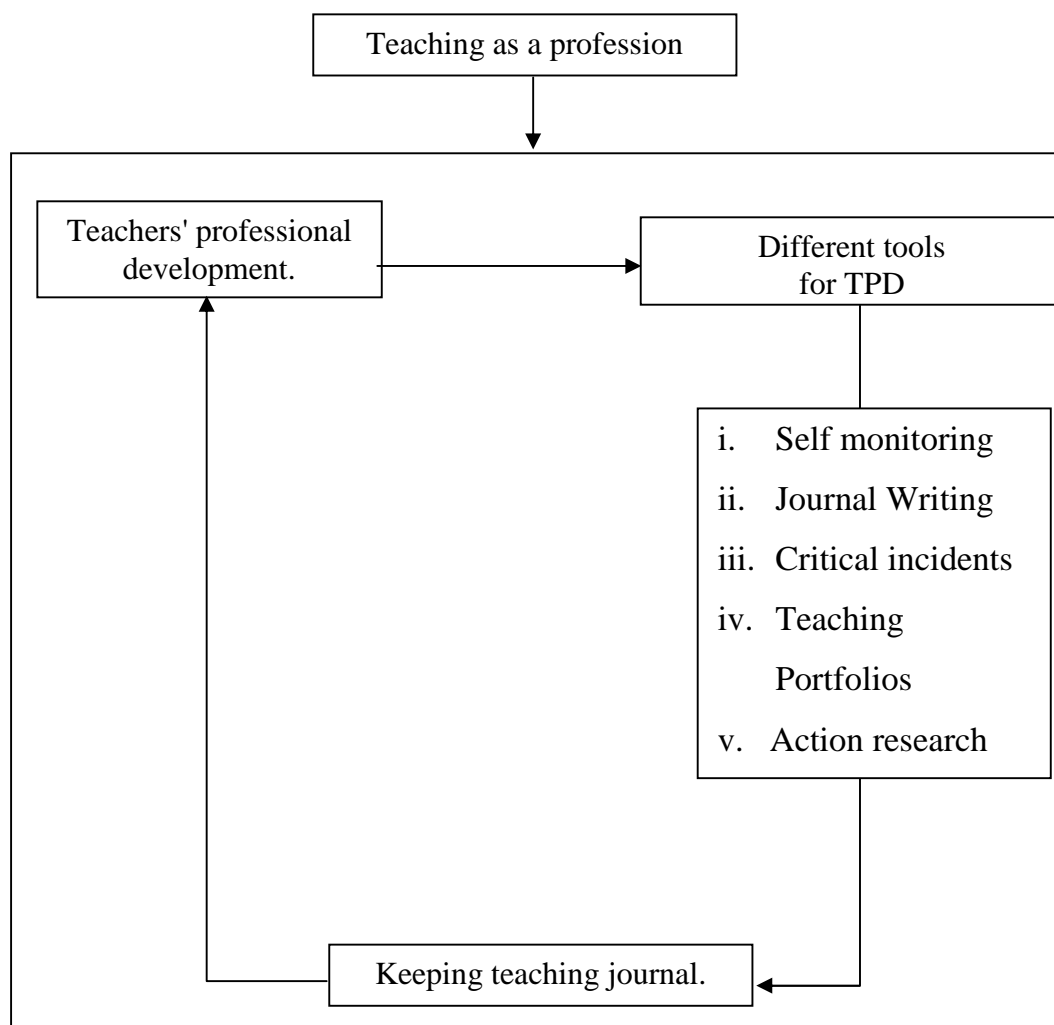 Teaching as a profession
Teachers' professional
development.
Different tools
for TPD
i. Self monitoring
ii. Journal Writing
iii. Critical incidents
iv. Teaching
Portfolios
v. Action research
Keeping teaching journal.